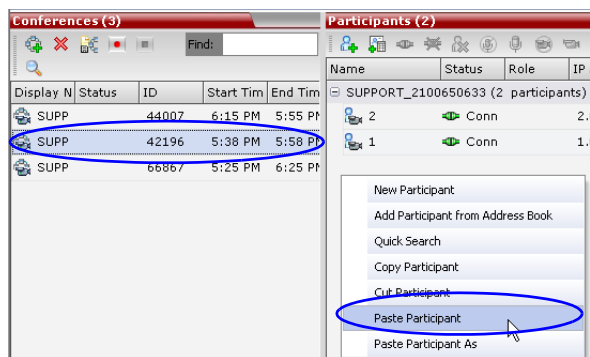 Conferences (3)
Find:
Display N Status ID Start Tim End Tim
SUPP 44007 6:15 PM 5:55 PM
SUPP 42196 5:38 PM 5:58 PM
SUPP 66867 5:25 PM 6:25 PM
Participants (2)
Name Status Role IP
SUPPORT_2100650633 (2 participants)
2 Conn 2.
1 Conn 1.
New Participant
Add Participant from Address Book
Quick Search
Copy Participant
Cut Participant
Paste Participant
Paste Participant As